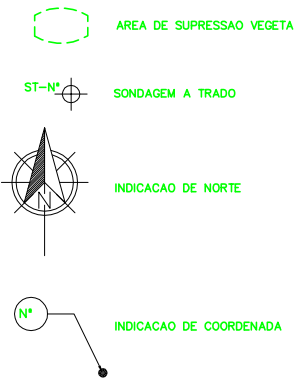 AREA DE SUPRESSAO VEGETA
ST-Nº
SONDAGEM A TRADO
N
INDICACAO DE NORTE
Nº
INDICACAO DE COORDENADA